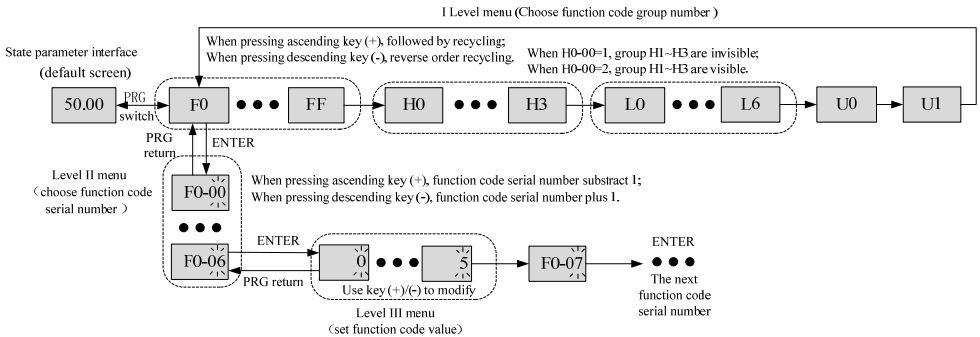 I Level menu (Choose function code group number )
State parameter interface
(default screen)
When pressing ascending key (+), followed by recycling;
When pressing descending key (-), reverse order recycling.
When H0-00=1, group H1~H3 are invisible;
When H0-00=2, group H1~H3 are visible.
50.00
PRG
switch
F0
FF
H0
H3
L0
L6
U0
U1
PRG
return
ENTER
Level II menu
(choose function code
serial number )
F0-00
When pressing ascending key (+), function code serial number substract 1;
When pressing descending key (-), function code serial number plus 1.
F0-06
ENTER
PRG return
0
5
Use key (+)/(-) to modify
F0-07
ENTER
The next
function code
serial number
Level III menu
(set function code value)